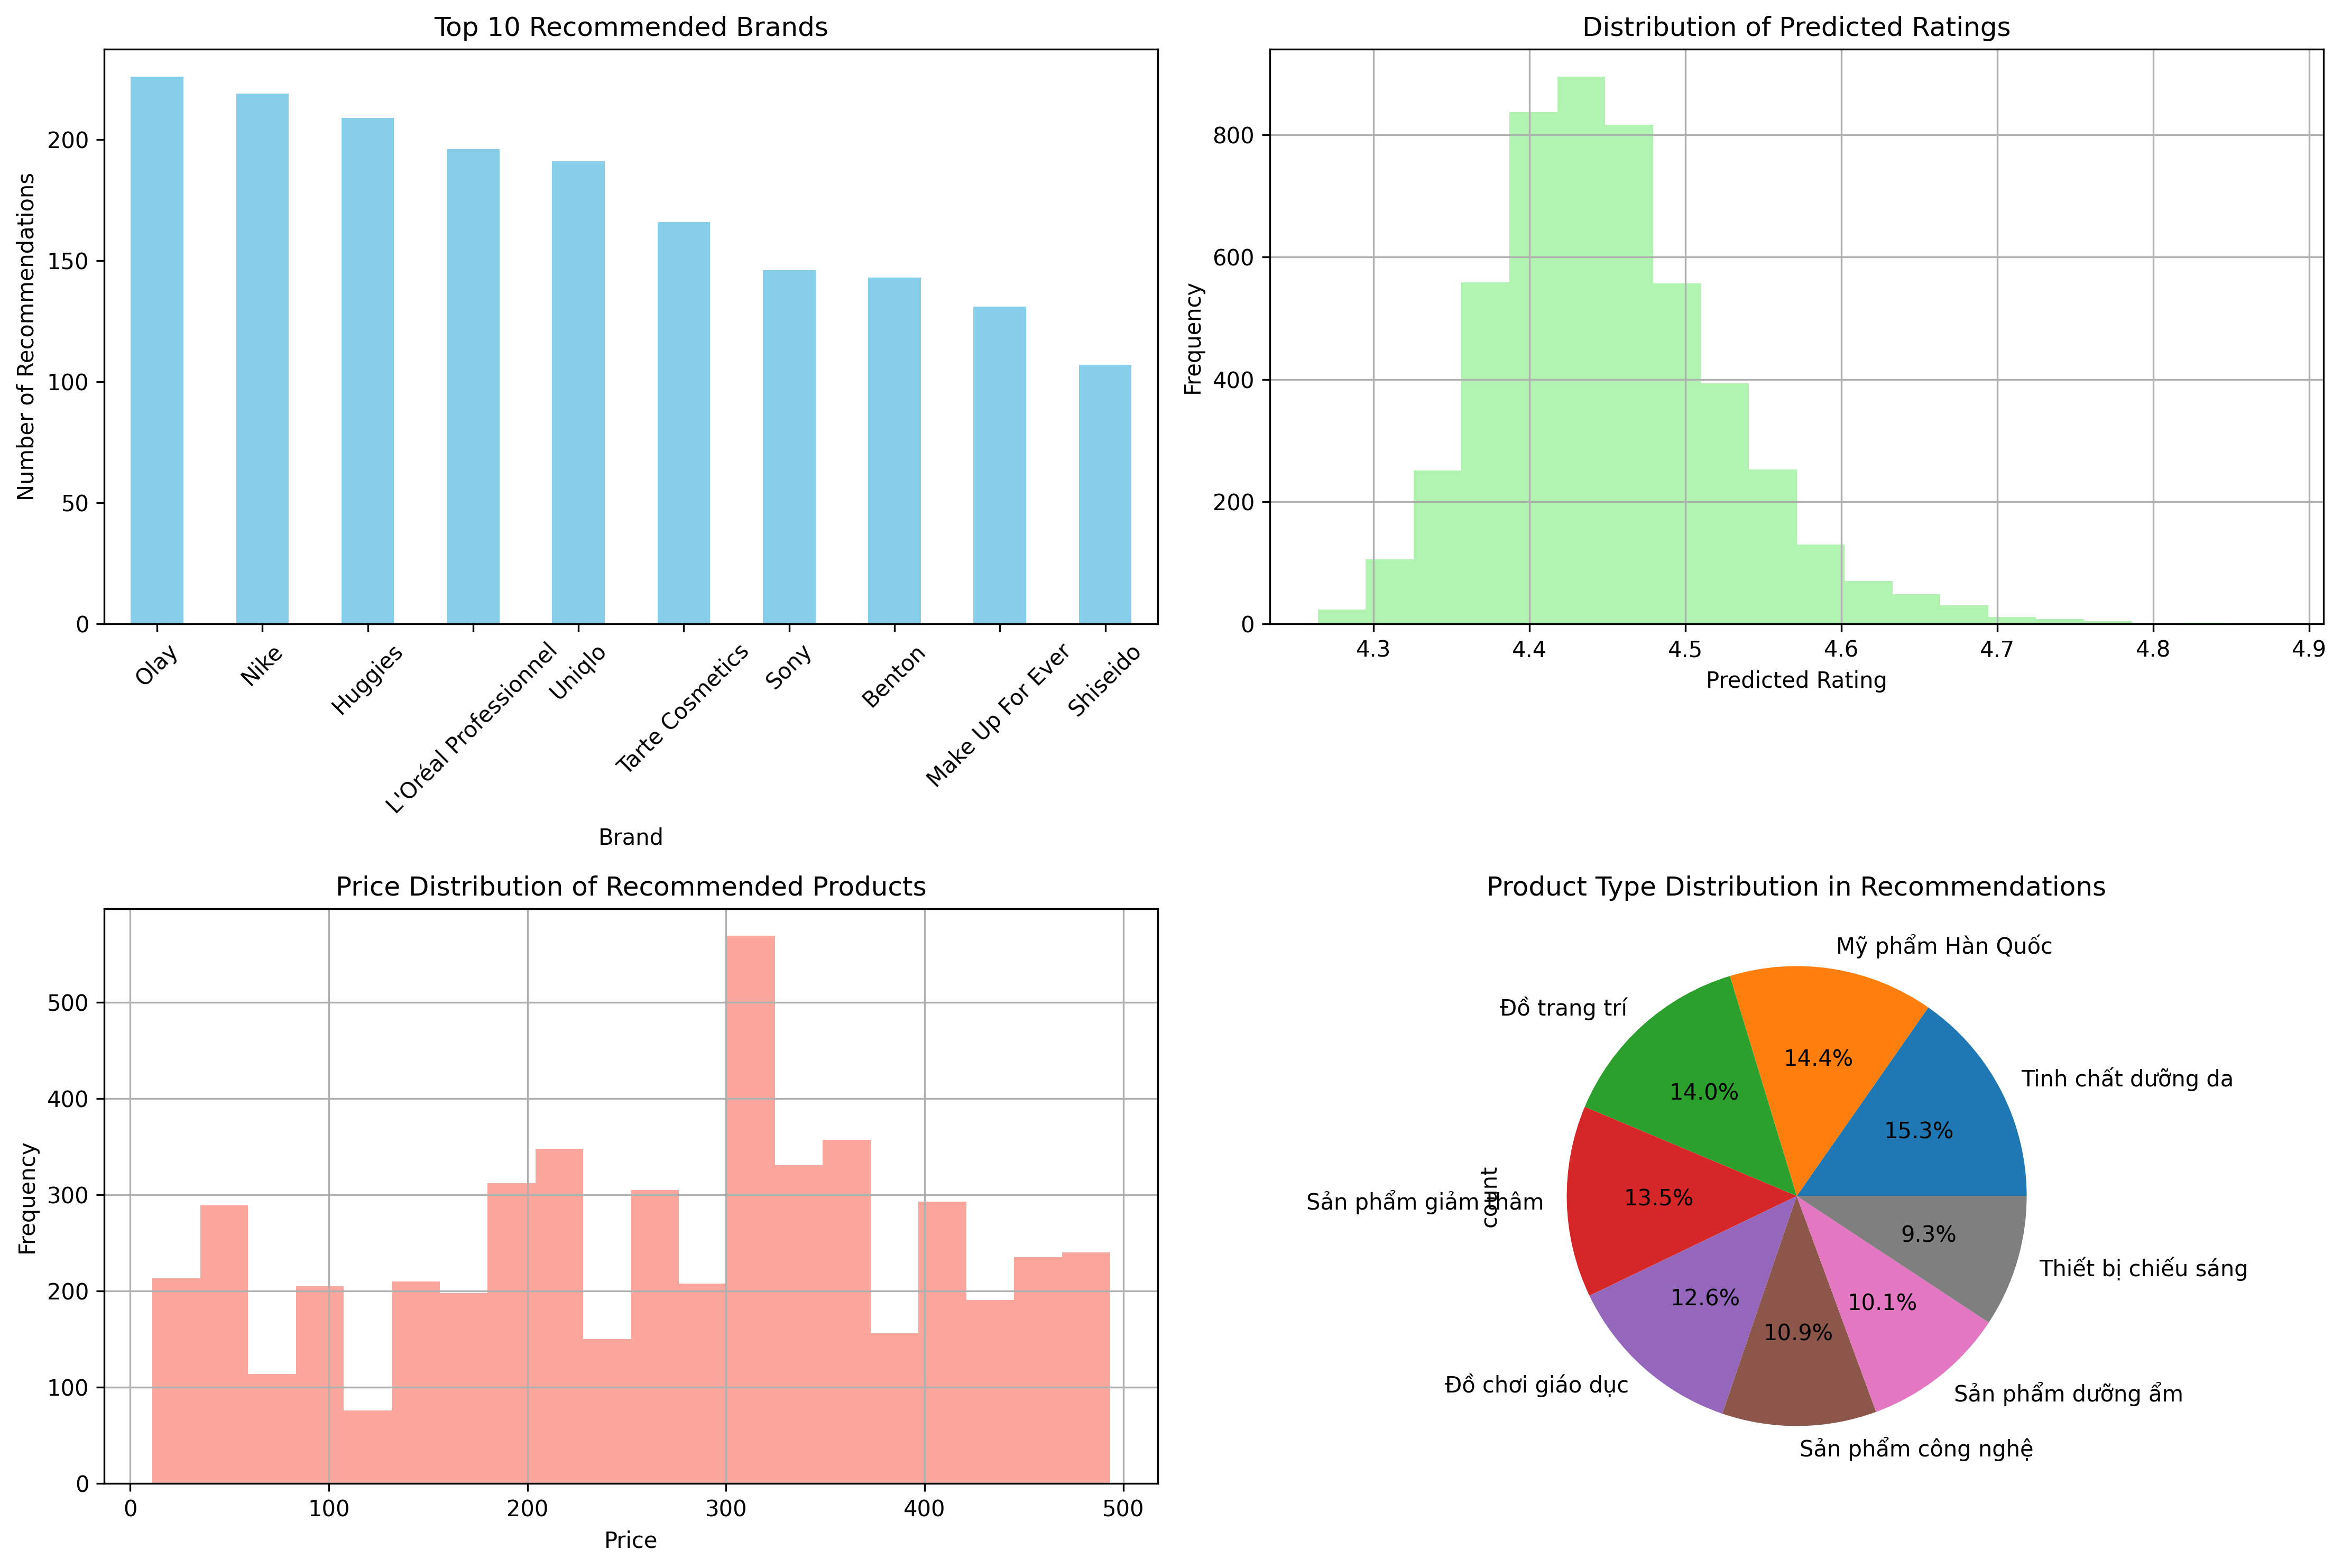 Top 10 Recommended Brands
Number of Recommendations
200
150
100
50
0
Olay
Nike
Huggies
L'Oréal Professionnel
Uniqlo
Tarte Cosmetics
Sony
Benton
Make Up For Ever
Shiseido
Brand
Distribution of Predicted Ratings
Frequency
800
600
400
200
0
4.3
4.4
4.5
4.6
4.7
4.8
4.9
Predicted Rating
Price Distribution of Recommended Products
Frequency
500
400
300
200
100
0
0
100
200
300
400
500
Price
Product Type Distribution in Recommendations
count
Mỹ phẩm Hàn Quốc
14.4%
Đồ trang trí
14.0%
Tinh chất dưỡng da
15.3%
Sản phẩm giảm thâm
13.5%
Thiết bị chiếu sáng
9.3%
Đồ chơi giáo dục
12.6%
Sản phẩm dưỡng ẩm
10.1%
Sản phẩm công nghệ
10.9%